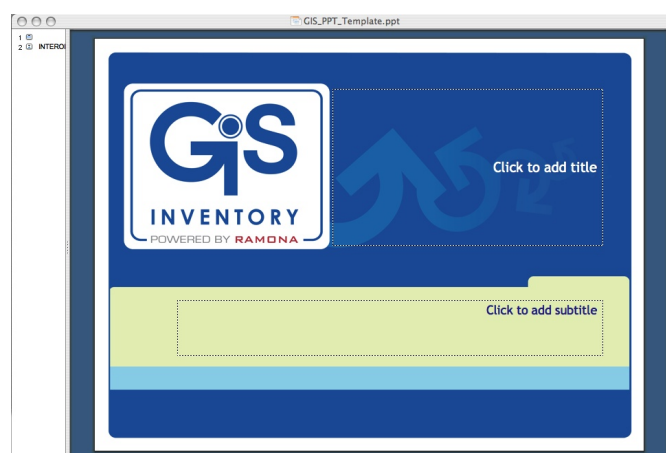 GIS_PPT_Template.ppt
1
2 INTEROI
GiS
INVENTORY
POWERED BY RAMONA
Click to add title
Click to add subtitle